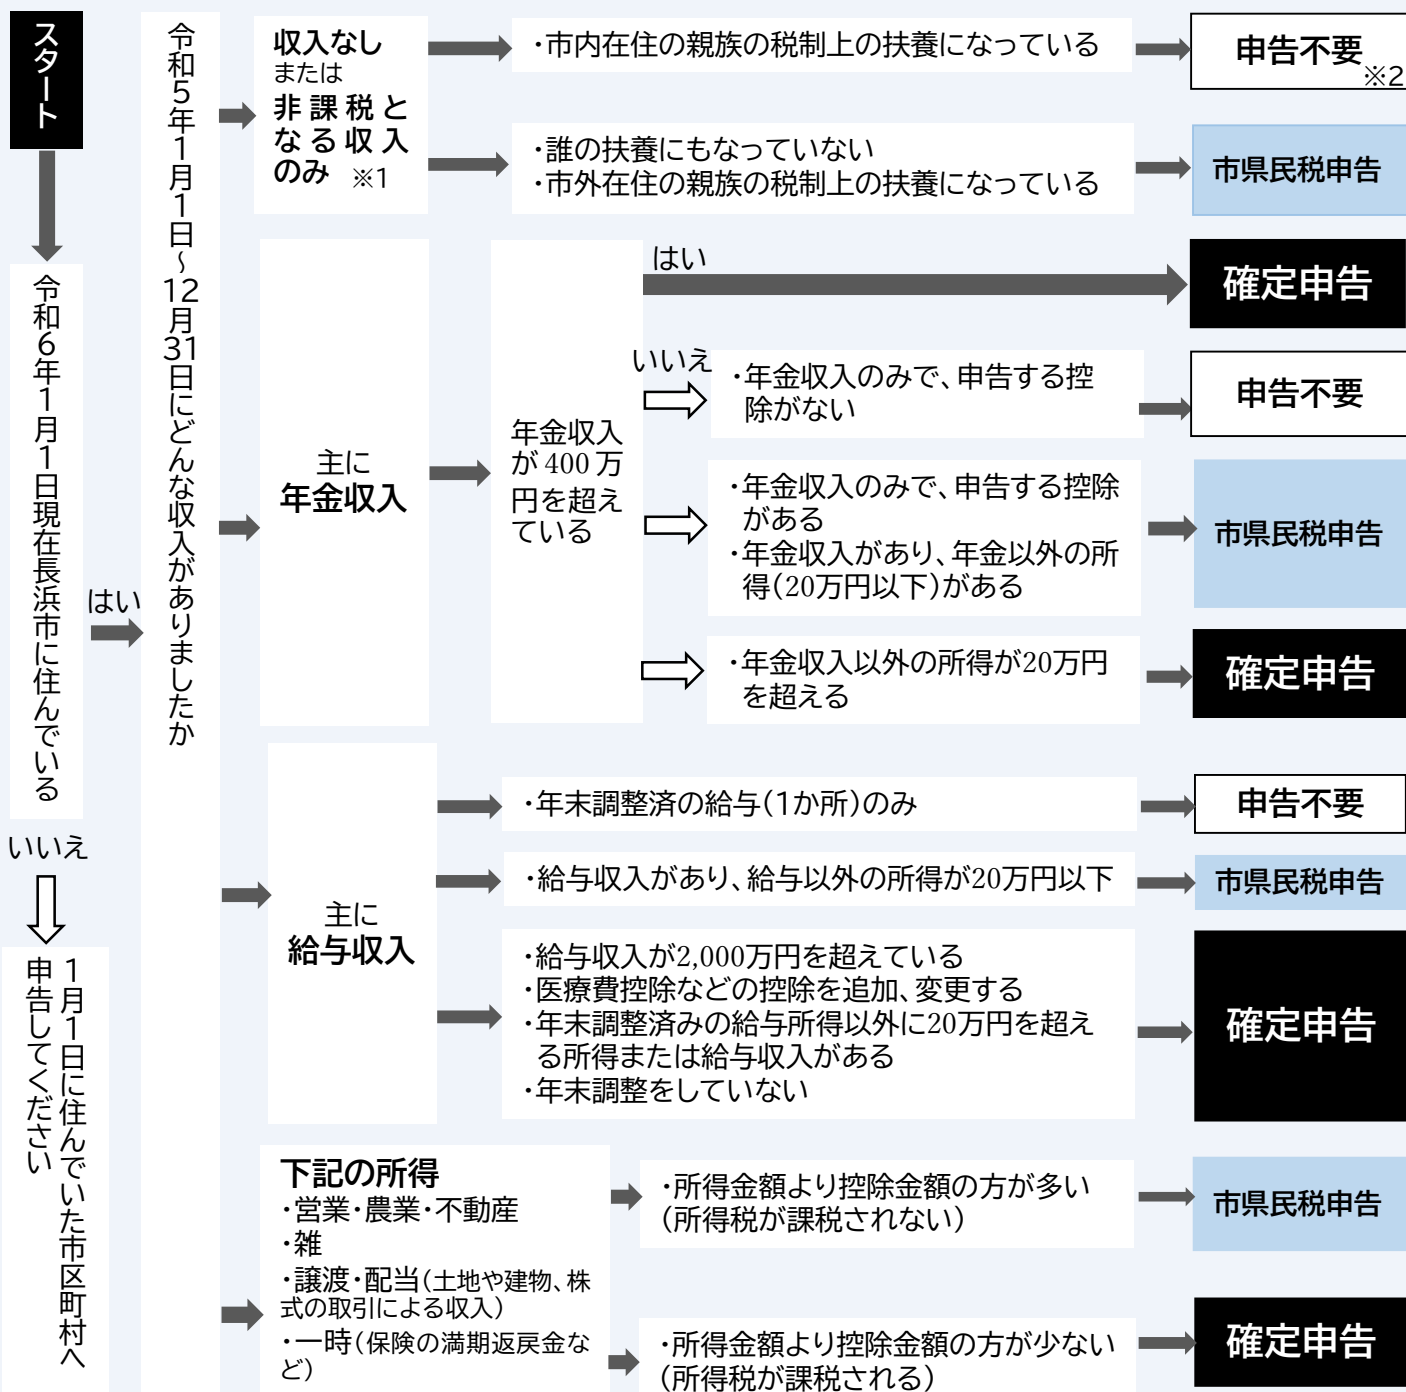 スタート
令和6年1月1日現在長浜市に住んでいる
はい
いいえ
1月1日に住んでいた市区町村へ
申告してください
令和5年1月1日~12月31日にどんな収入がありましたか
収入なし
または
非課税と
なる収入
のみ ※1
・市内在住の親族の税制上の扶養になっている
申告不要
※2
・誰の扶養にもなっていない
・市外在住の親族の税制上の扶養になっている
市県民税申告
主に
年金収入
年金収入
が400万
円を超え
ている
はい
確定申告
いいえ
・年金収入のみで、申告する控
除がない
申告不要
・年金収入のみで、申告する控除
がある
・年金収入があり、年金以外の所
得(20万円以下)がある
市県民税申告
・年金収入以外の所得が20万円
を超える
確定申告
主に
給与収入
・年末調整済の給与(1か所)のみ
申告不要
・給与収入があり、給与以外の所得が20万円以下
市県民税申告
・給与収入が2,000万円を超えている
・医療費控除などの控除を追加、変更する
・年末調整済みの給与所得以外に20万円を超え
る所得または給与収入がある
・年末調整をしていない
確定申告
下記の所得
・営業・農業・不動産
・雑
・譲渡・配当(土地や建物、株
式の取引による収入)
・一時(保険の満期返戻金な
ど)
・所得金額より控除金額の方が多い
(所得税が課税されない)
市県民税申告
・所得金額より控除金額の方が少ない
(所得税が課税される)
確定申告